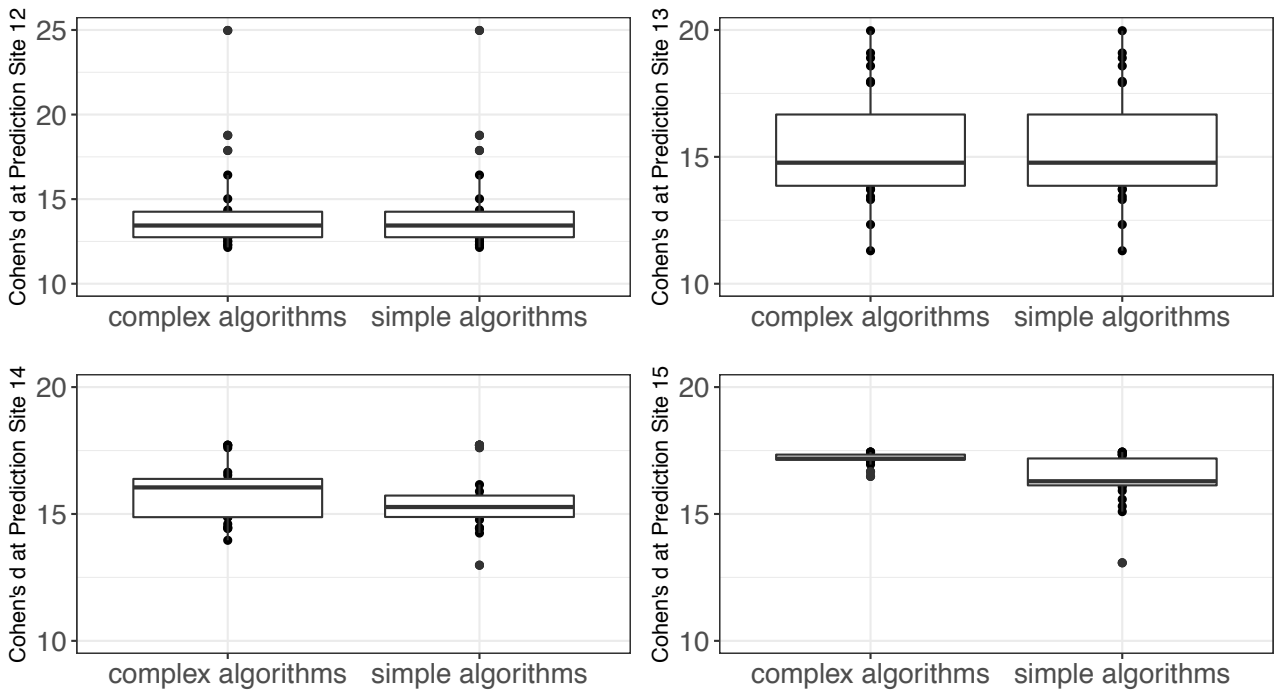 Cohen's d at Prediction Site 12
25
20
15
10
complex algorithms simple algorithms
Cohen's d at Prediction Site 13
20
15
10
complex algorithms simple algorithms
Cohen's d at Prediction Site 14
20
15
10
complex algorithms simple algorithms
Cohen's d at Prediction Site 15
20
15
10
complex algorithms simple algorithms